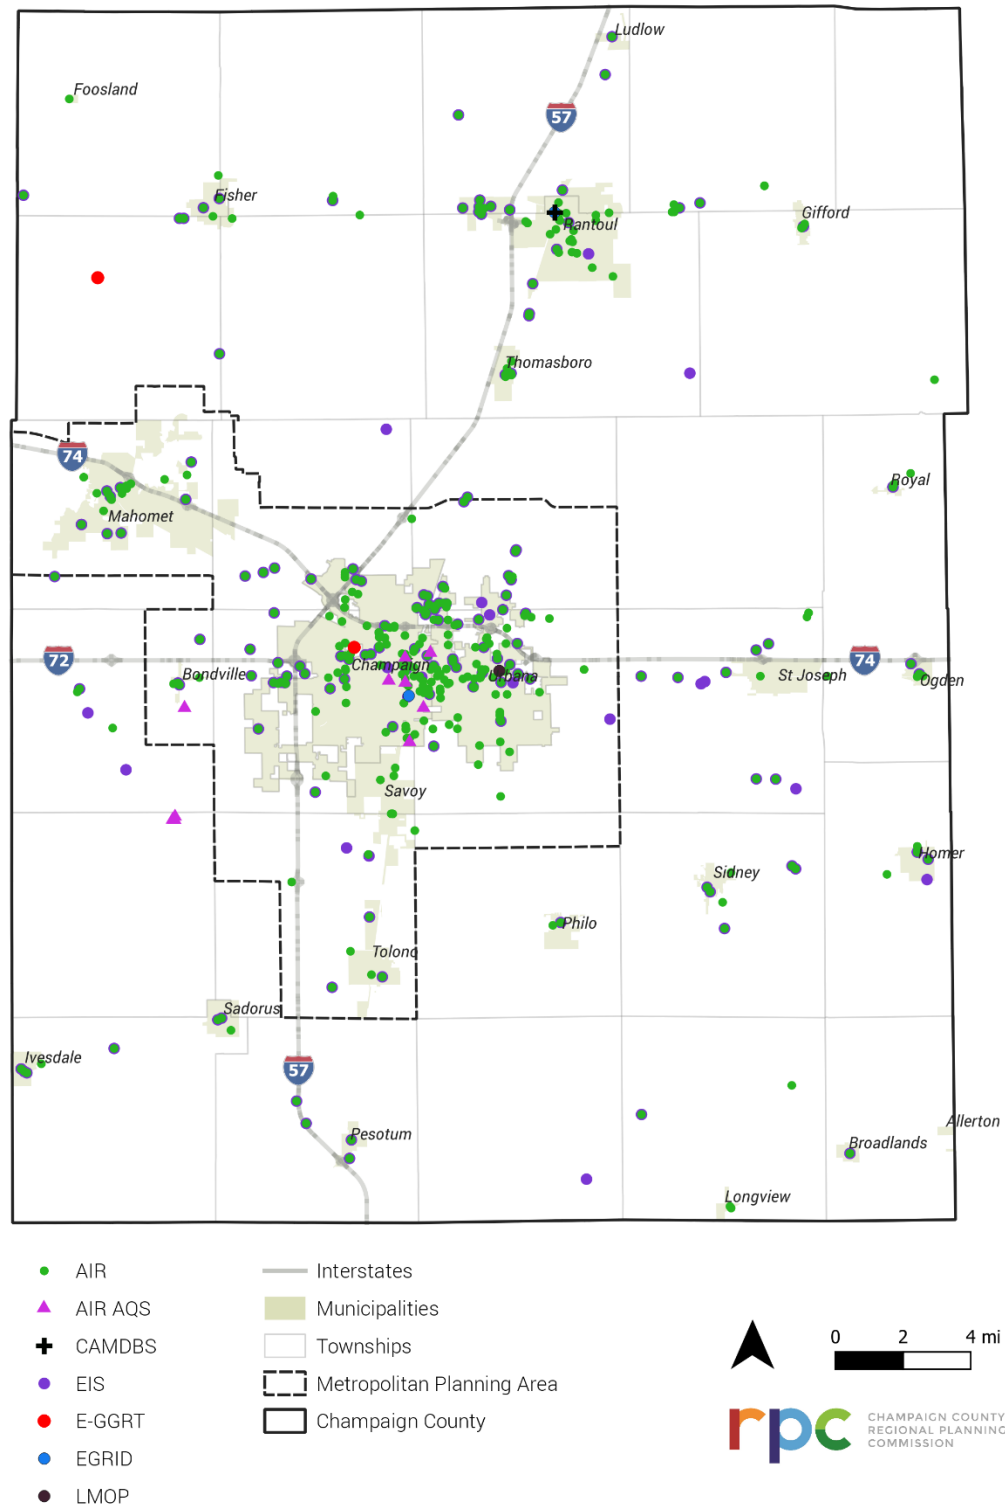 Ludlow
Foosland
57
Fisher
Gifford
Rantoul
Thomasboro
74
Royal
Mahomet
72
Bondville
Champaign
Urbana
St Joseph
74
Ogden
Savoy
Homer
Sidney
Philo
Tolono
Sadorus
Ivesdale
57
Pesotum
Allerton
Broadlands
Longview
AIR
AIR AQS
CAMDBS
EIS
E-GGRT
EGRID
LMOP
Interstates
Municipalities
Townships
Metropolitan Planning Area
Champaign County
0 2 4 mi
rpc
CHAMPAIGN COUNTY
REGIONAL PLANNING
COMMISSION